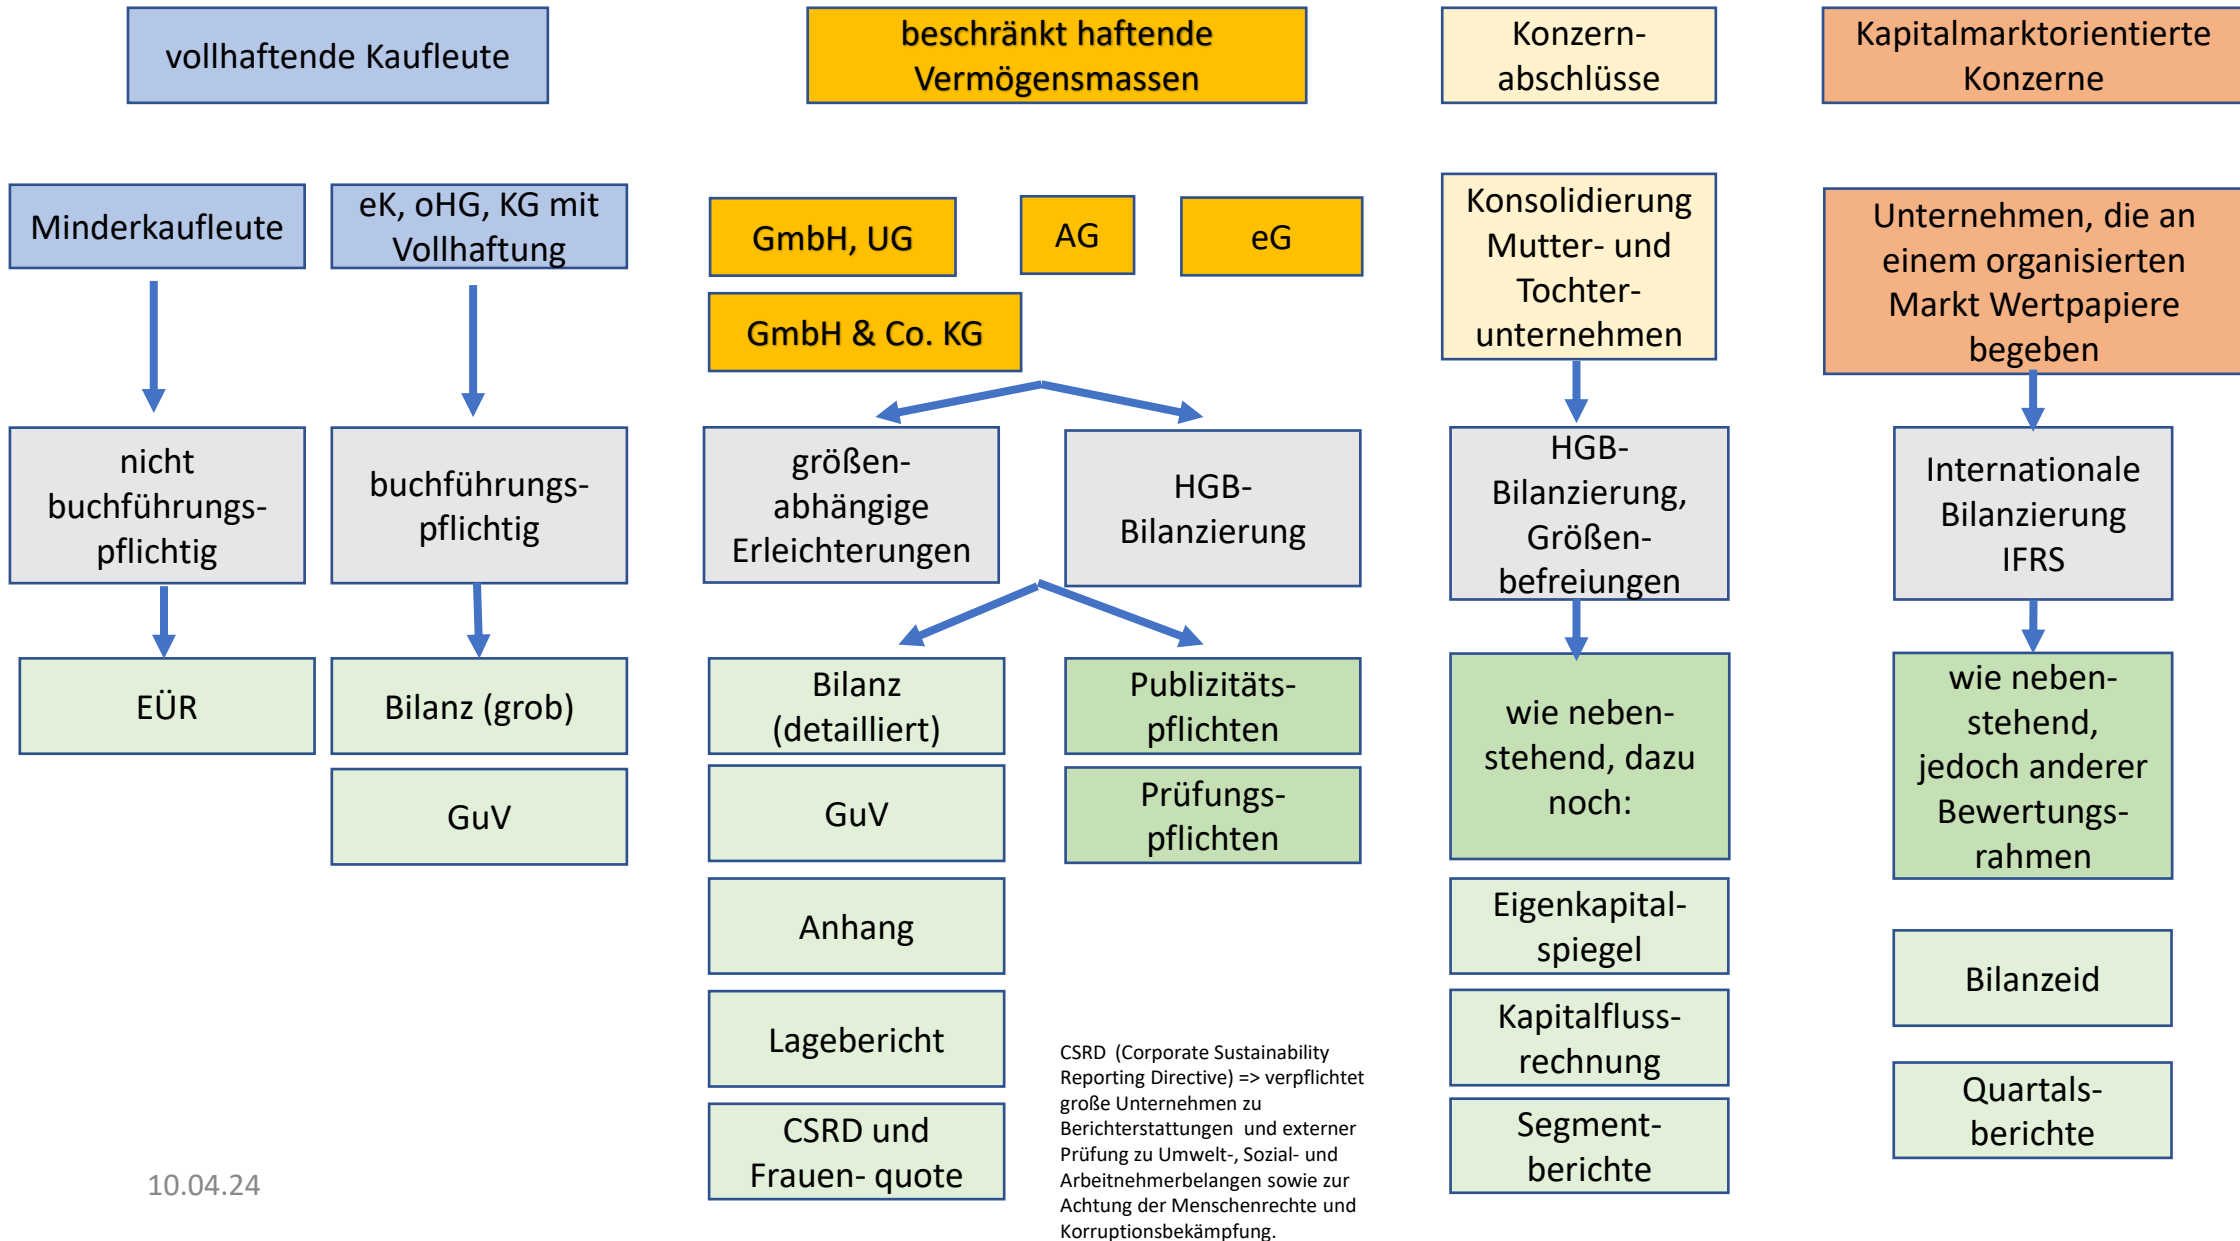 vollhaftende Kaufleute
beschränkt haftende
Vermögensmassen
Konzern-
abschlüsse
Kapitalmarktorientierte
Konzerne
Minderkaufleute
eK, oHG, KG mit
Vollhaftung
GmbH, UG
AG
eG
GmbH & Co. KG
Konsolidierung
Mutter- und
Tochter-
unternehmen
Unternehmen, die an
einem organisierten
Markt Wertpapiere
begeben
nicht
buchführungs-
pflichtig
buchführungs-
pflichtig
größen-
abhängige
Erleichterungen
HGB-
Bilanzierung
HGB-
Bilanzierung,
Größen-
befreiungen
Internationale
Bilanzierung
IFRS
EÜR
Bilanz (grob)
GuV
Bilanz
(detailliert)
GuV
Anhang
Lagebericht
CSRD und
Frauen- quote
Publizitäts-
pflichten
Prüfungs-
pflichten
CSRD  (Corporate Sustainability
Reporting Directive) => verpflichtet
große Unternehmen zu
Berichterstattungen  und externer
Prüfung zu Umwelt-, Sozial- und
Arbeitnehmerbelangen sowie zur
Achtung der Menschenrechte und
Korruptionsbekämpfung.
wie neben-
stehend, dazu
noch:
Eigenkapital-
spiegel
Kapitalfluss-
rechnung
Segment-
berichte
wie neben-
stehend,
jedoch anderer
Bewertungs-
rahmen
Bilanzeid
Quartals-
berichte
10.04.24